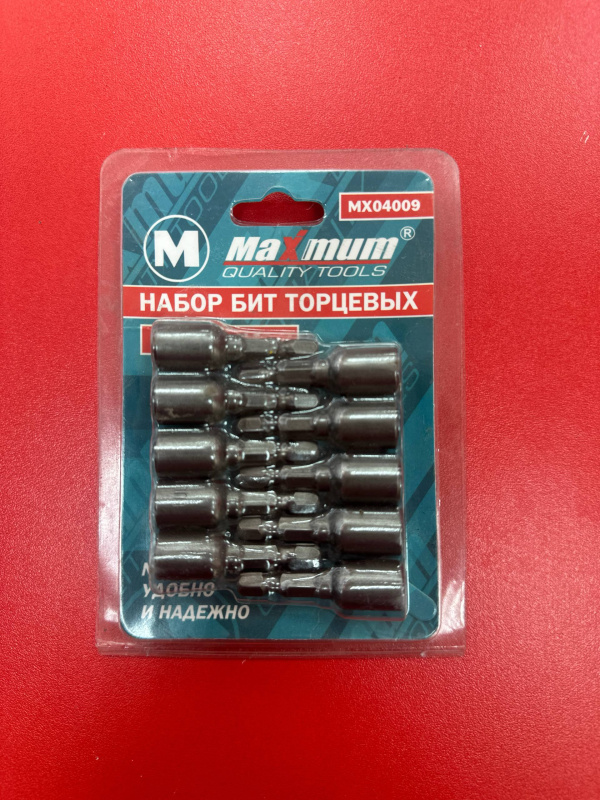 MX04009
M
MaXmum®
QUALITY TOOLS
НАБОР БИТ ТОРЦЕВЫХ
УДОБНО
И НАДЕЖНО